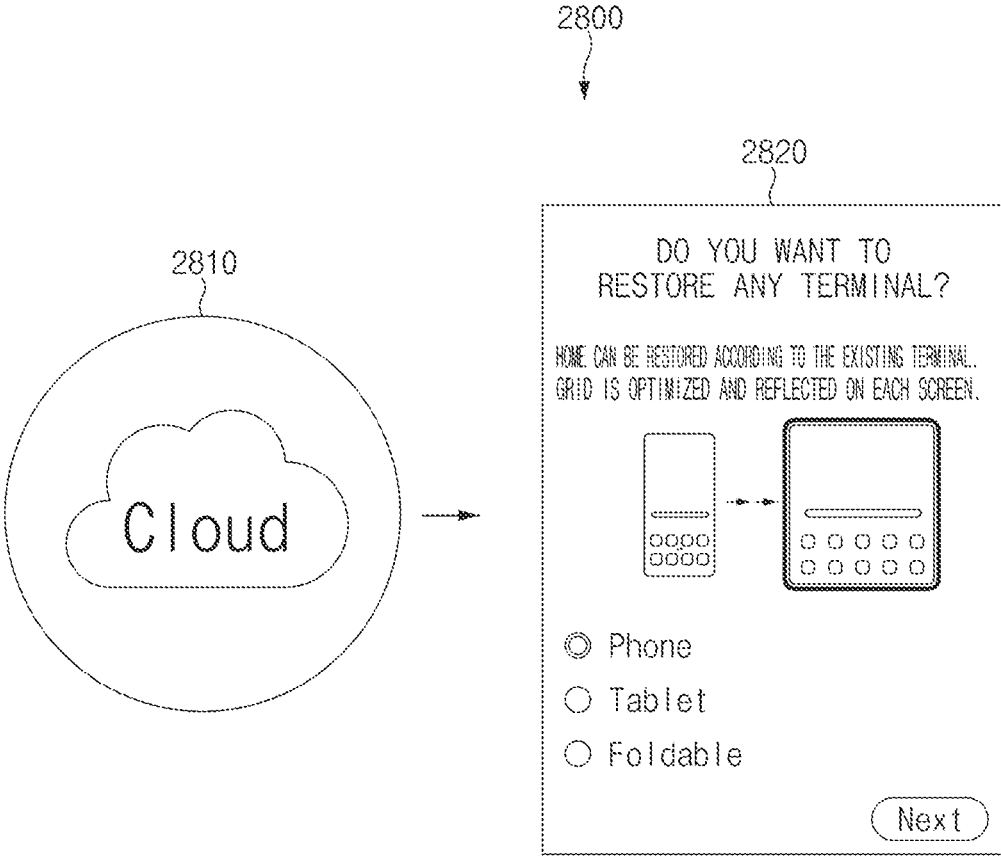 2800
2820
DO YOU WANT TO
RESTORE ANY TERMINAL?
2810
HOME CAN BE RESTORED ACCORDING TO THE EXISTING TERMINAL.
GRID IS OPTIMIZED AND REFLECTED ON EACH SCREEN.
Cloud
Phone
Tablet
Foldable
Next